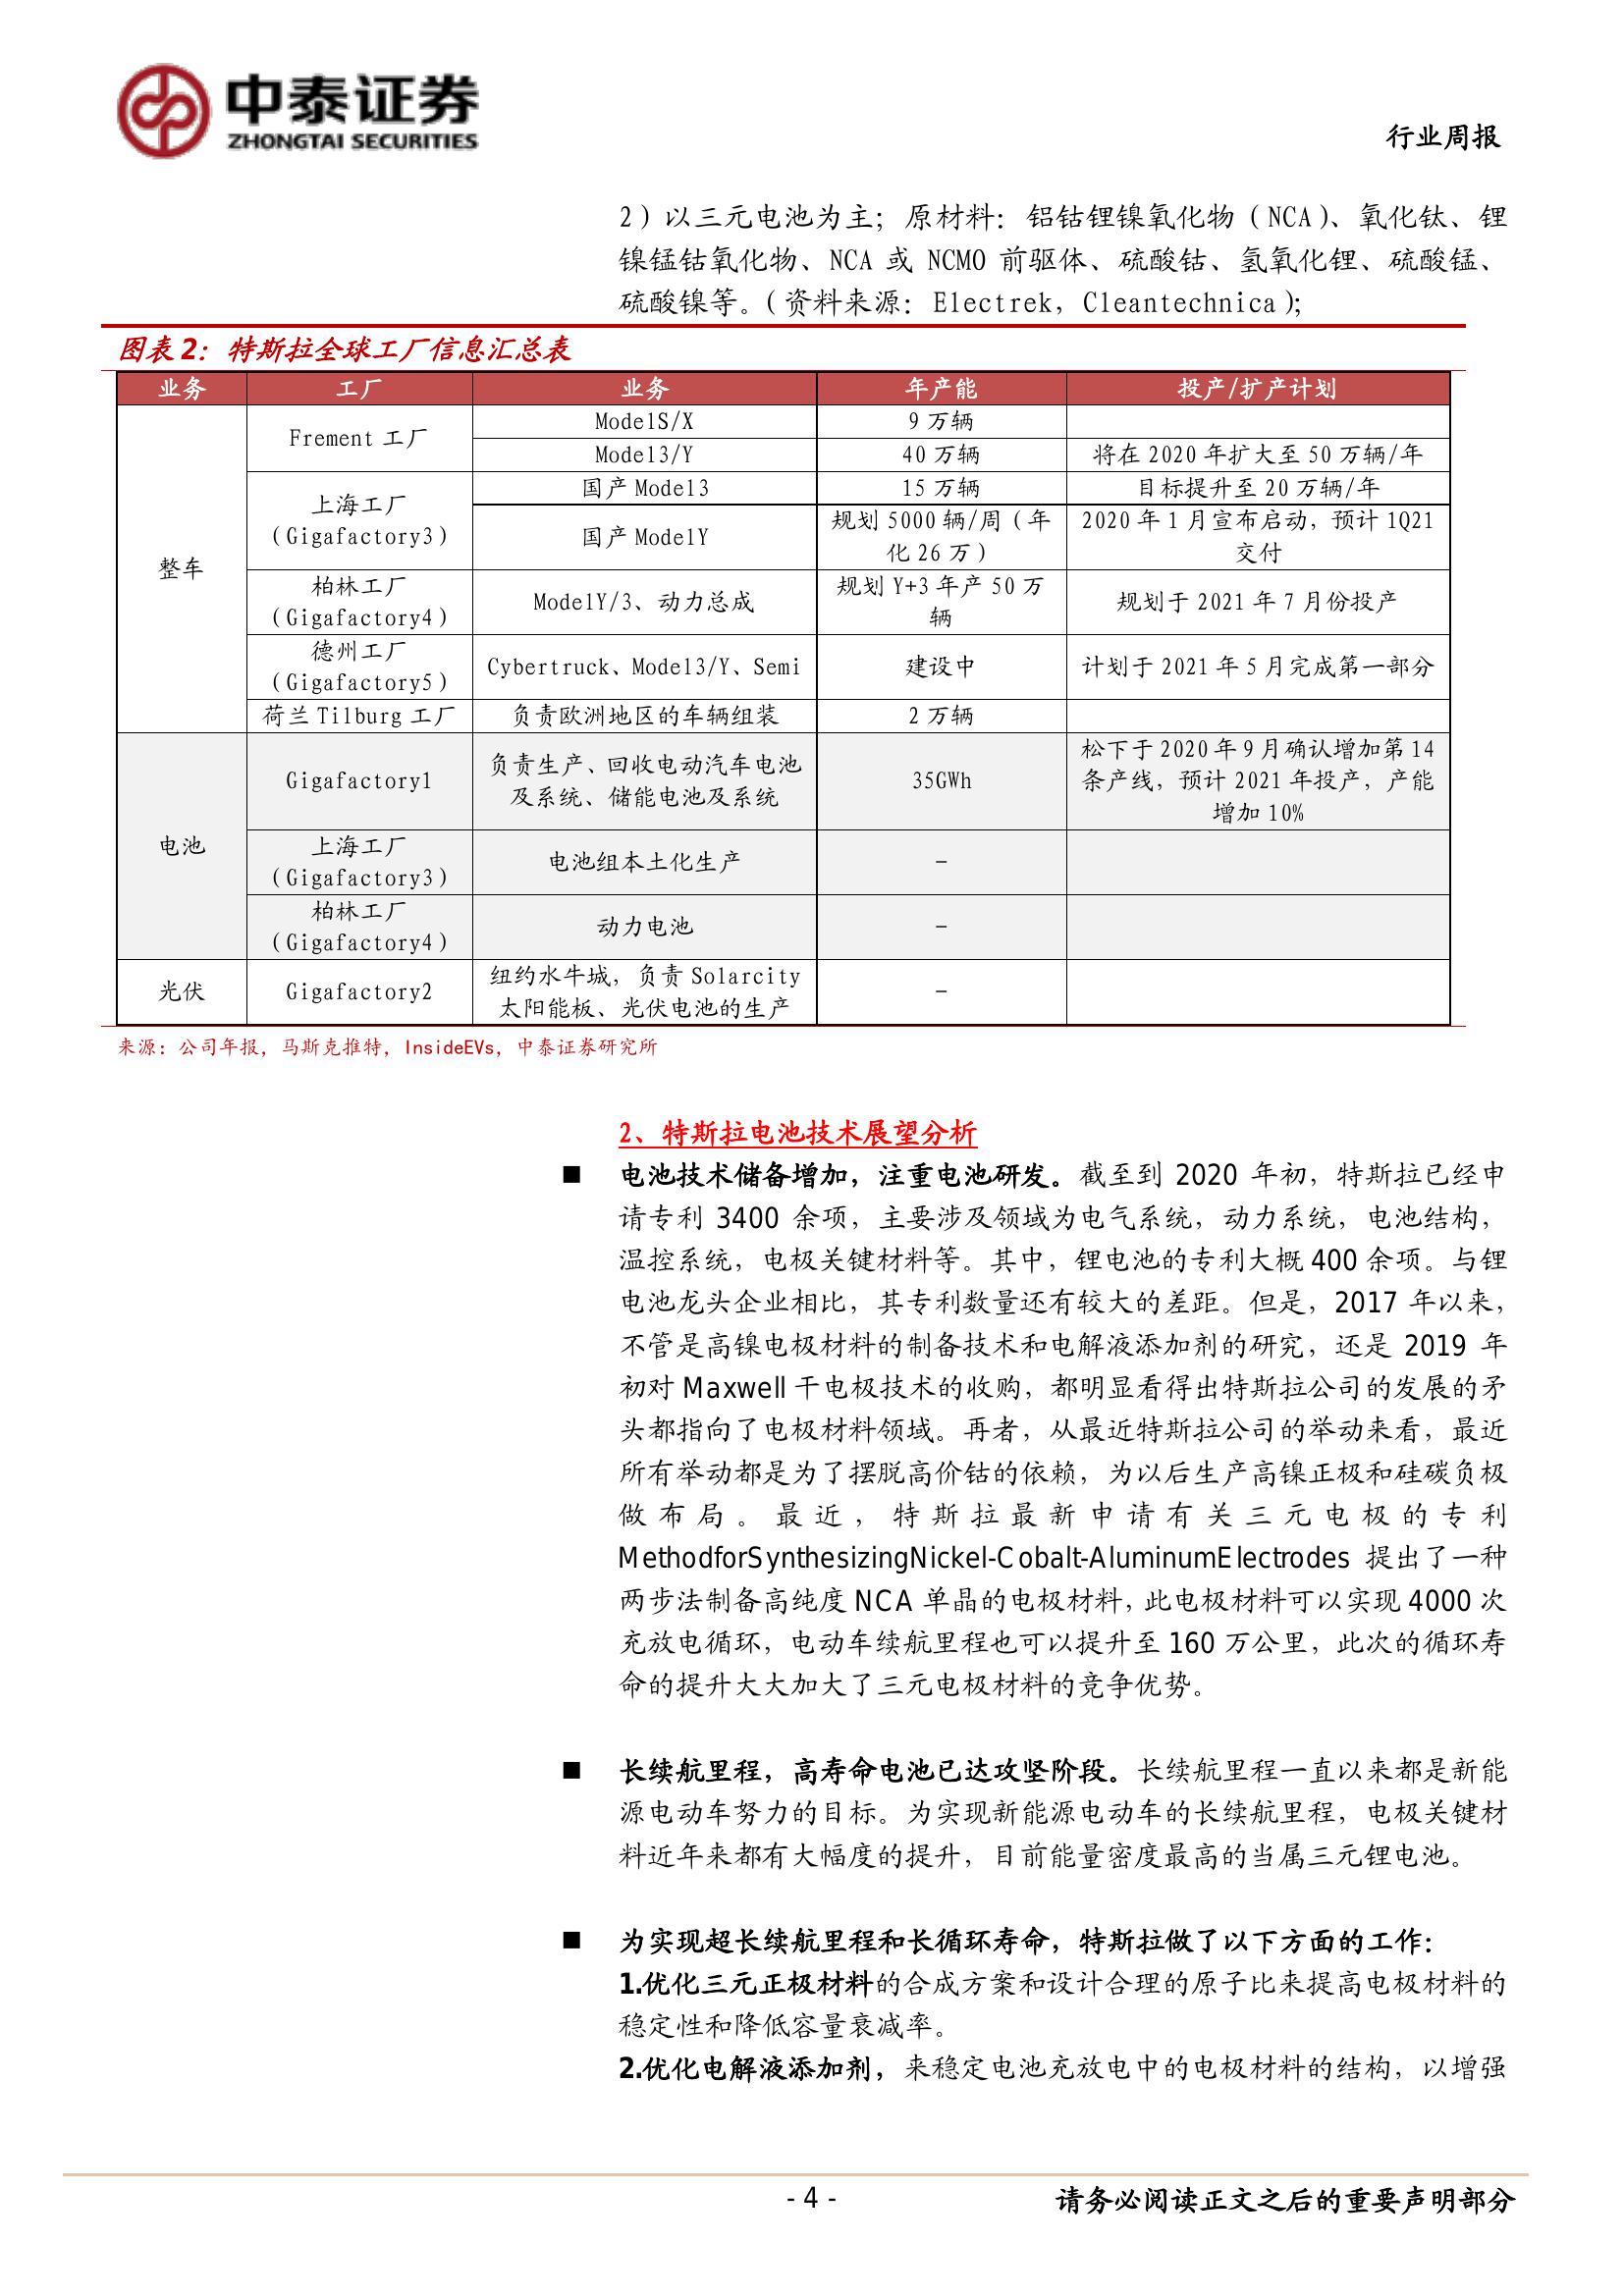 中泰证券
ZHONGTAI SECURITIES
行业周报
2）以三元电池为主；原材料：铝钴锂镍氧化物（NCA）、氧化钛、锂
镍锰钴氧化物、NCA 或 NCMO 前驱体、硫酸钴、氢氧化锂、硫酸锰、
硫酸镍等。（资料来源：Electrek，Cleantechnica）；
图表 2：特斯拉全球工厂信息汇总表
业务 工厂 业务 年产能 投产/扩产计划
整车
Frement 工厂
ModelS/X 9 万辆
Model3/Y 40 万辆 将在 2020 年扩大至 50 万辆/年
上海工厂
（Gigafactory3）
国产 Model3 15 万辆 目标提升至 20 万辆/年
国产 ModelY
规划 5000 辆/周（年
化 26 万）
2020 年 1 月宣布启动，预计 1Q21
交付
柏林工厂
（Gigafactory4）
ModelY/3、动力总成
规划 Y+3 年产 50 万
辆
规划于 2021 年 7 月份投产
德州工厂
（Gigafactory5）
Cybertruck、Model3/Y、Semi 建设中 计划于 2021 年 5 月完成第一部分
荷兰 Tilburg 工厂 负责欧洲地区的车辆组装 2 万辆
电池
Gigafactory1
负责生产、回收电动汽车电池
及系统、储能电池及系统
35GWh
松下于 2020 年 9 月确认增加第 14
条产线，预计 2021 年投产，产能
增加 10%
上海工厂
（Gigafactory3）
电池组本土化生产 –
柏林工厂
（Gigafactory4）
动力电池 –
光伏 Gigafactory2
纽约水牛城，负责 Solarcity
太阳能板、光伏电池的生产
–
来源：公司年报，马斯克推特，InsideEVs，中泰证券研究所
2、特斯拉电池技术展望分析
■ 电池技术储备增加，注重电池研发。截至到 2020 年初，特斯拉已经申
请专利 3400 余项，主要涉及领域为电气系统，动力系统，电池结构，
温控系统，电极关键材料等。其中，锂电池的专利大概 400 余项。与锂
电池龙头企业相比，其专利数量还有较大的差距。但是，2017 年以来，
不管是高镍电极材料的制备技术和电解液添加剂的研究，还是 2019 年
初对 Maxwell 干电极技术的收购，都明显看得出特斯拉公司的发展的矛
头都指向了电极材料领域。再者，从最近特斯拉公司的举动来看，最近
所有举动都是为了摆脱高价钴的依赖，为以后生产高镍正极和硅碳负极
做布局。最近，特斯拉最新申请有关三元电极的专利
MethodforSynthesizingNickel-Cobalt-AluminumElectrodes 提出了一种
两步法制备高纯度 NCA 单晶的电极材料，此电极材料可以实现 4000 次
充放电循环，电动车续航里程也可以提升至 160 万公里，此次的循环寿
命的提升大大加大了三元电极材料的竞争优势。
■ 长续航里程，高寿命电池已达攻坚阶段。长续航里程一直以来都是新能
源电动车努力的目标。为实现新能源电动车的长续航里程，电极关键材
料近年来都有大幅度的提升，目前能量密度最高的当属三元锂电池。
■ 为实现超长续航里程和长循环寿命，特斯拉做了以下方面的工作：
1.优化三元正极材料的合成方案和设计合理的原子比来提高电极材料的
稳定性和降低容量衰减率。
2.优化电解液添加剂，来稳定电池充放电中的电极材料的结构，以增强
- 4 -
请务必阅读正文之后的重要声明部分